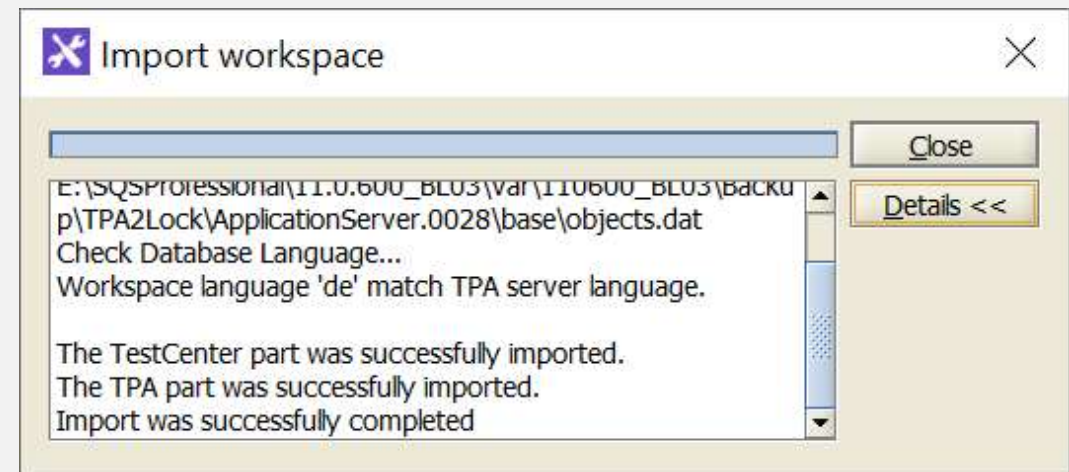 Import workspace
Close
E:\SQSProfessional\11.0.600_BL03\var\110600_BL03\Backu
p\TPA2Lock\ApplicationServer.0028\base\objects.dat
Check Database Language...
Workspace language 'de' match TPA server language.
The TestCenter part was successfully imported.
The TPA part was successfully imported.
Import was successfully completed
Details <<